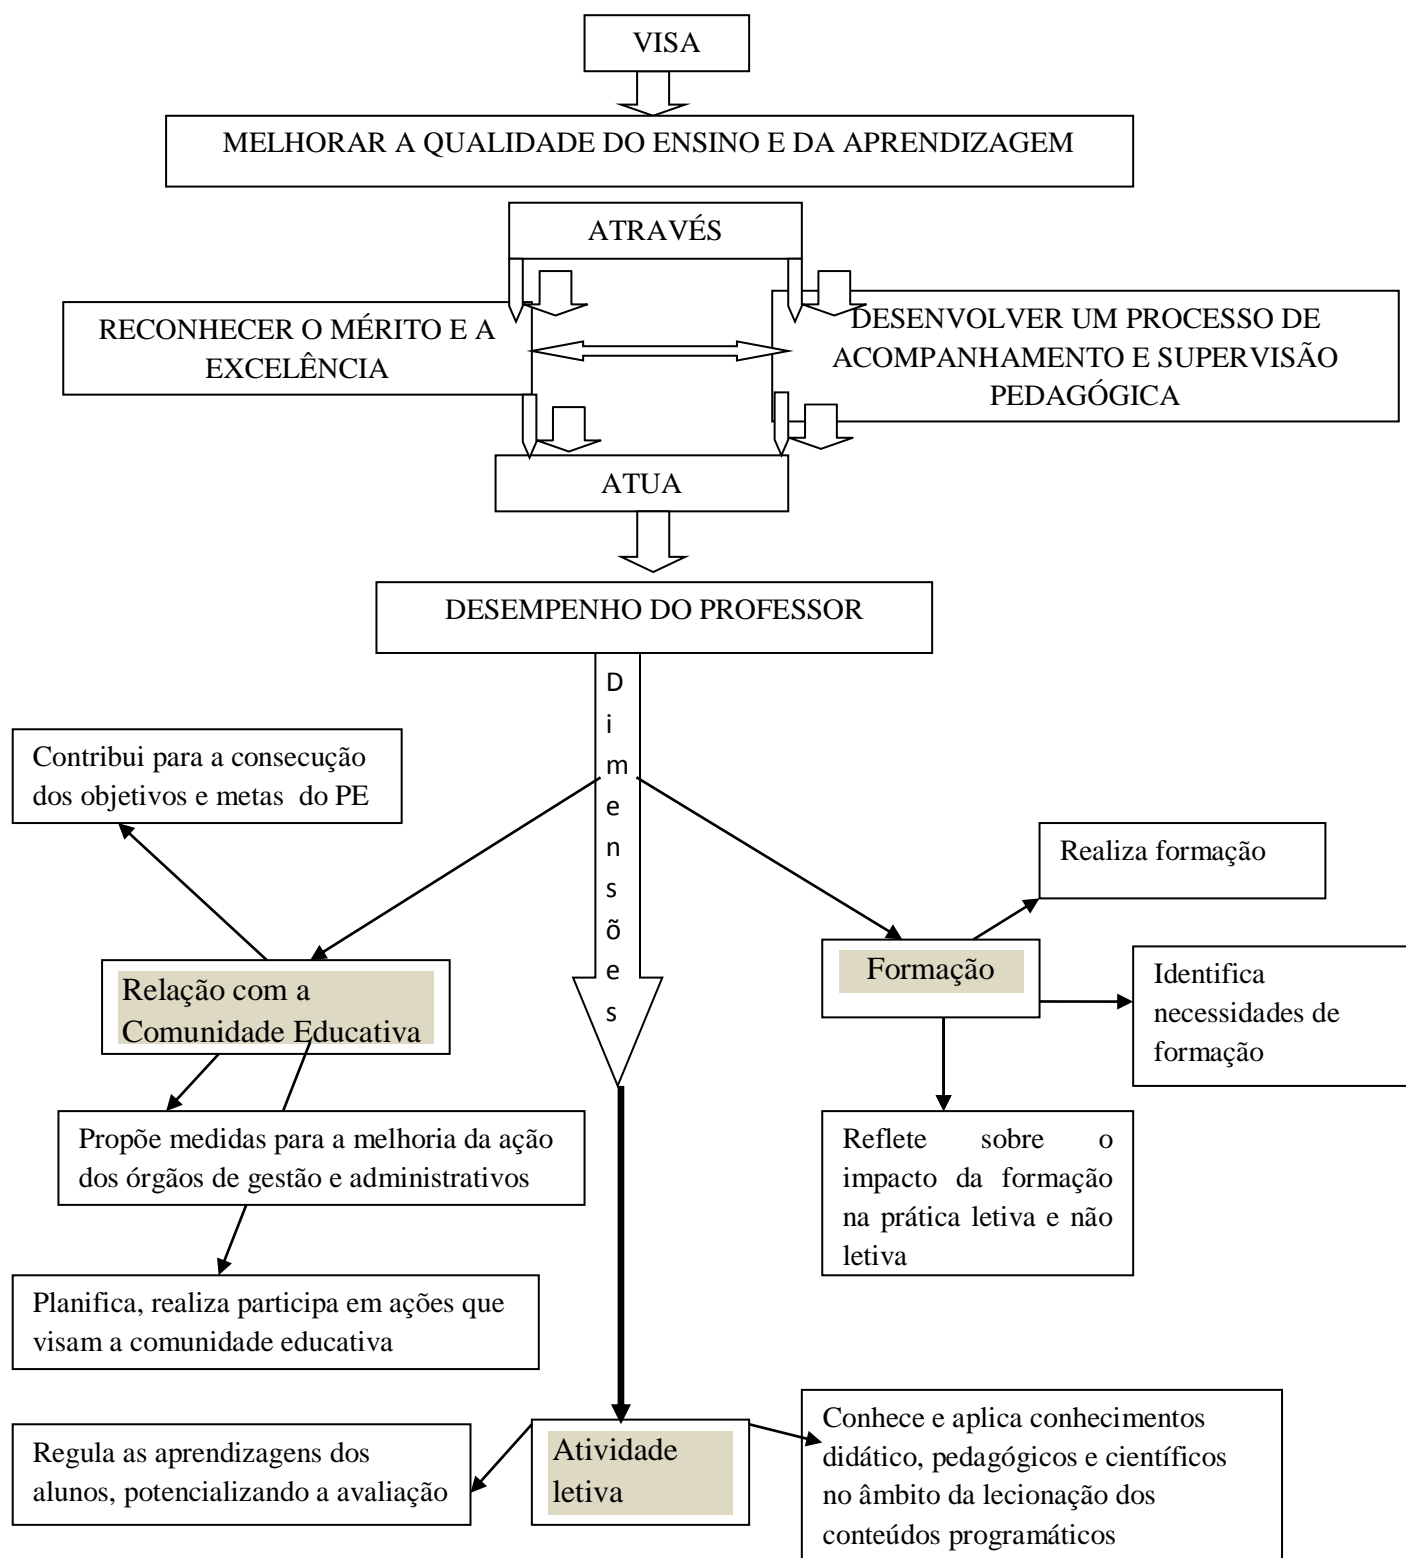 VISA
MELHORAR A QUALIDADE DO ENSINO E DA APRENDIZAGEM
ATRAVÉS
RECONHECER O MÉRITO E A
EXCELÊNCIA
DESENVOLVER UM PROCESSO DE
ACOMPANHAMENTO E SUPERVISÃO
PEDAGÓGICA
ATUA
DESEMPENHO DO PROFESSOR
Dimensões
Contribui para a consecução
dos objetivos e metas do PE
Realiza formação
Formação
Identifica
necessidades de
formação
Relação com a
Comunidade Educativa
Propõe medidas para a melhoria da ação
dos órgãos de gestão e administrativos
Reflete sobre o
impacto da formação
na prática letiva e não
letiva
Planifica, realiza participa em ações que
visam a comunidade educativa
Regula as aprendizagens dos
alunos, potencializando a avaliação
Atividade
letiva
Conhece e aplica conhecimentos
didático, pedagógicos e científicos
no âmbito da lecionação dos
conteúdos programáticos